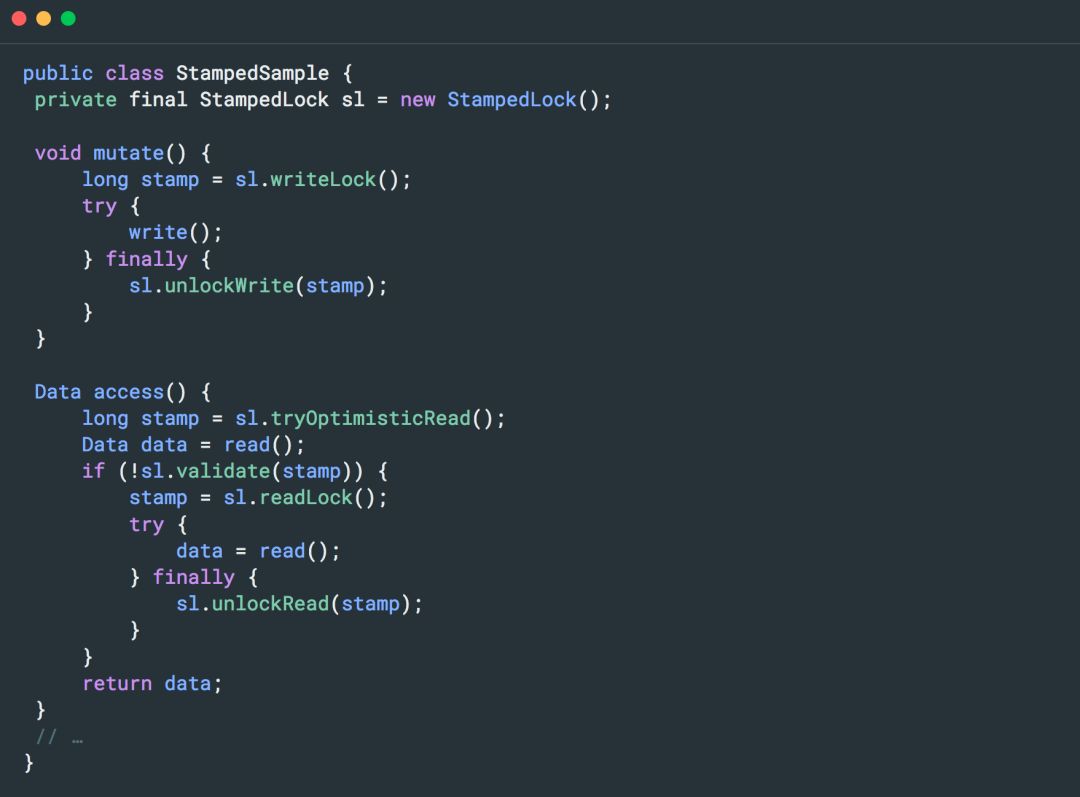 public class StampedSample {
 private final StampedLock sl = new StampedLock();

 void mutate() {
     long stamp = sl.writeLock();
     try {
         write();
     } finally {
         sl.unlockWrite(stamp);
     }
 }

 Data access() {
     long stamp = sl.tryOptimisticRead();
     Data data = read();
     if (!sl.validate(stamp)) {
         stamp = sl.readLock();
         try {
             data = read();
         } finally {
             sl.unlockRead(stamp);
         }
     }
     return data;
 }
 // …
}